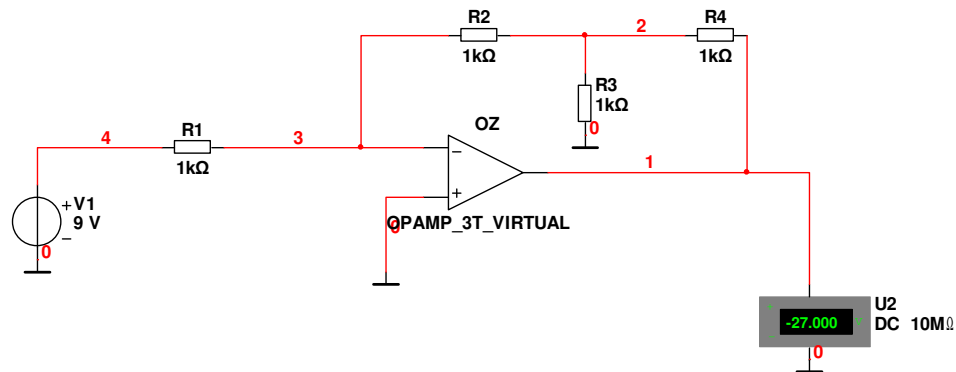 R2
1kΩ
2
R4
1kΩ
R3
1kΩ
0
4
R1
1kΩ
3
OZ
1
+
V1
9 V
−
0
−
+
OPAMP_3T_VIRTUAL
0
U2
-27.000
V
DC 10MΩ
0